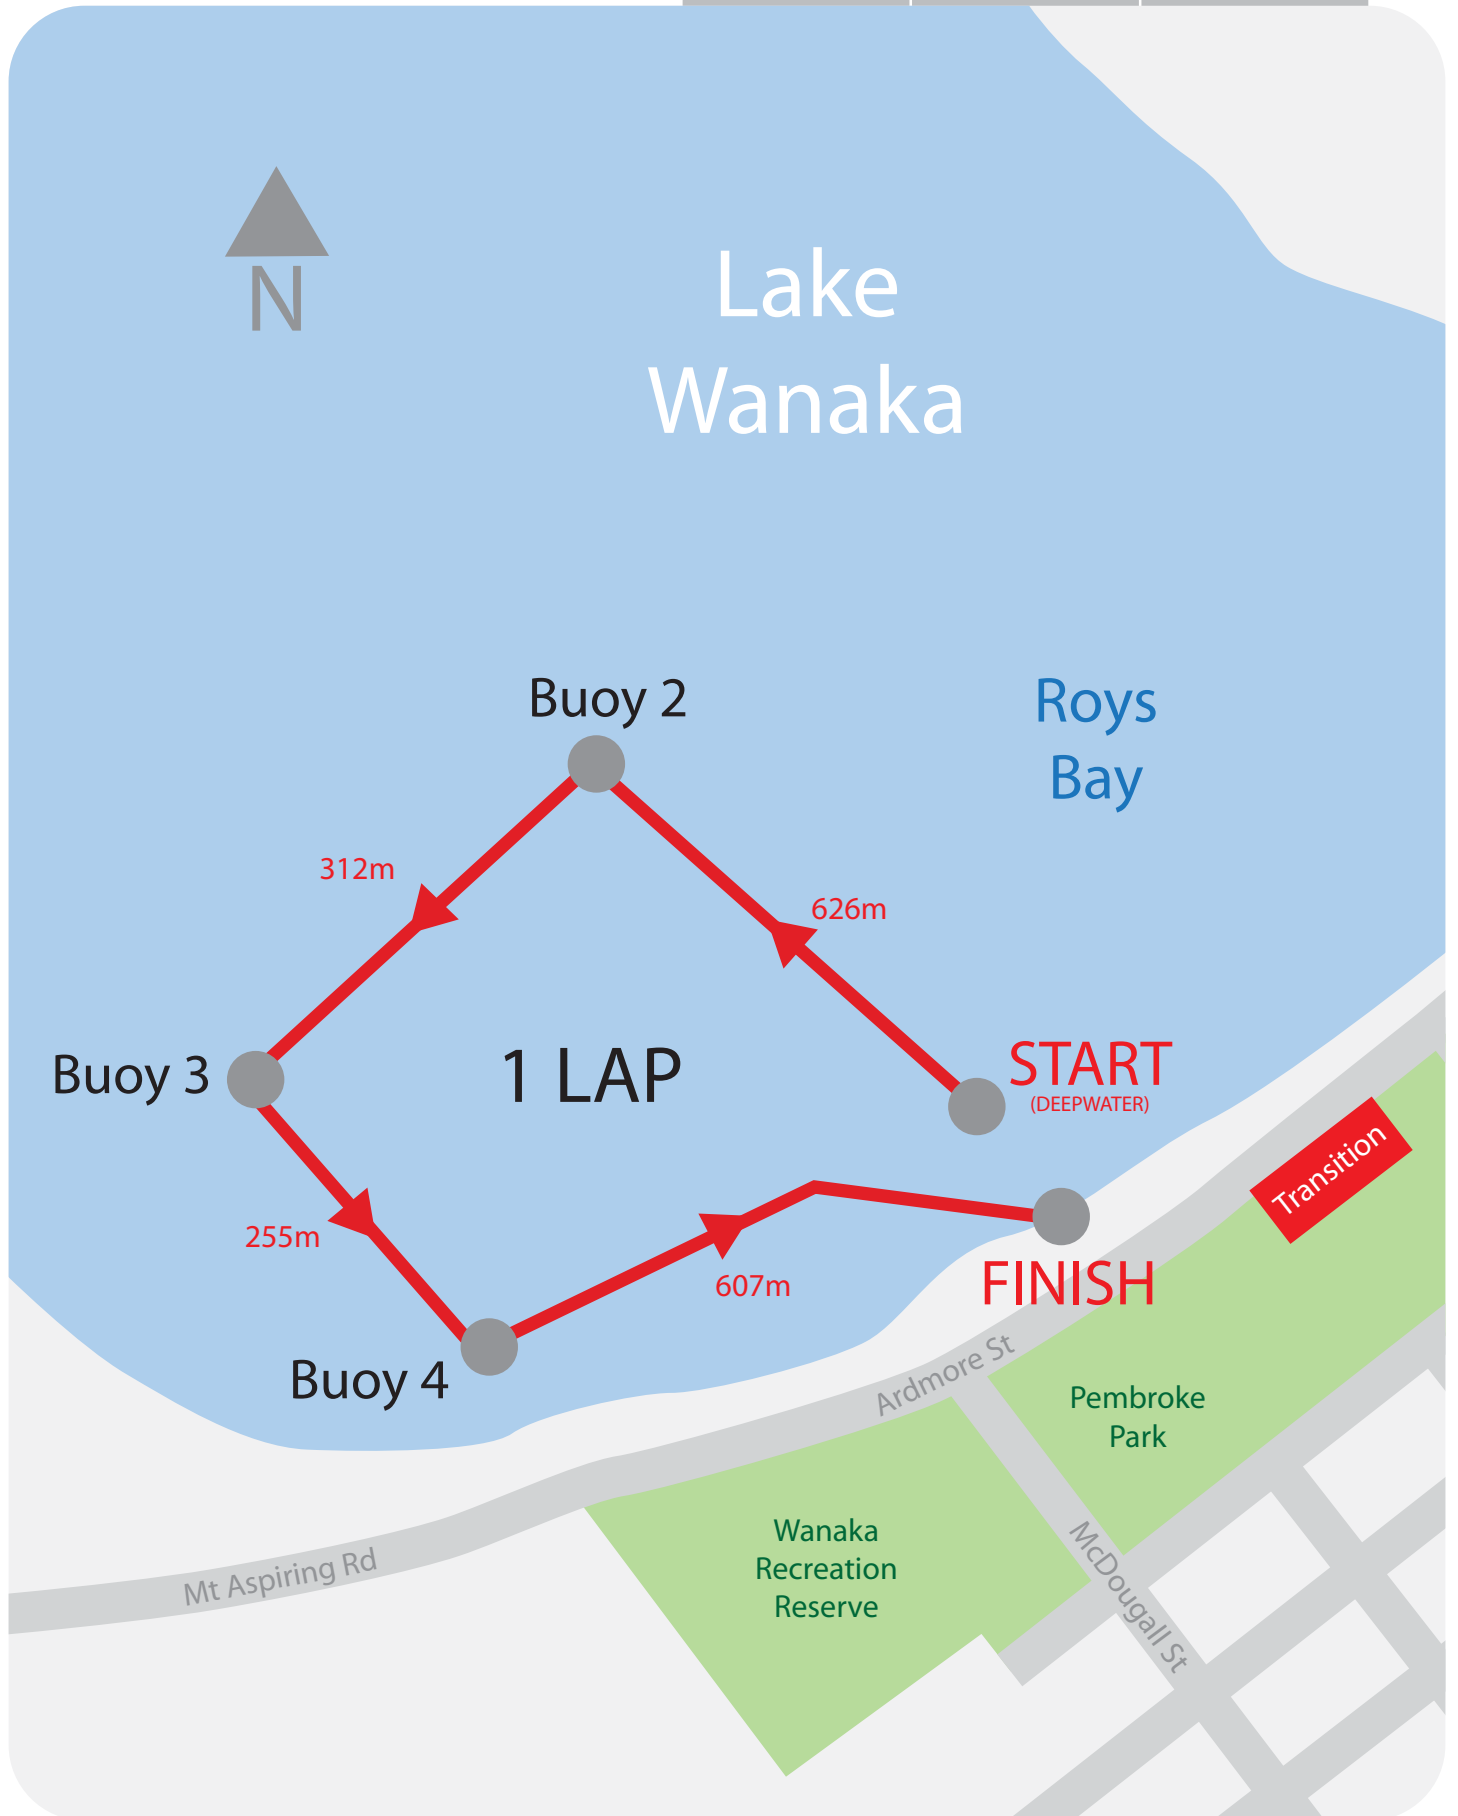 N
Lake
Wanaka
Buoy 2
Roys
Bay
312m
626m
Buoy 3
1 LAP
START
(DEEPWATER)
Transition
255m
607m
FINISH
Buoy 4
Ardmore St
Pembroke
Park
Wanaka
Recreation
Reserve
McDougall St
Mt Aspiring Rd